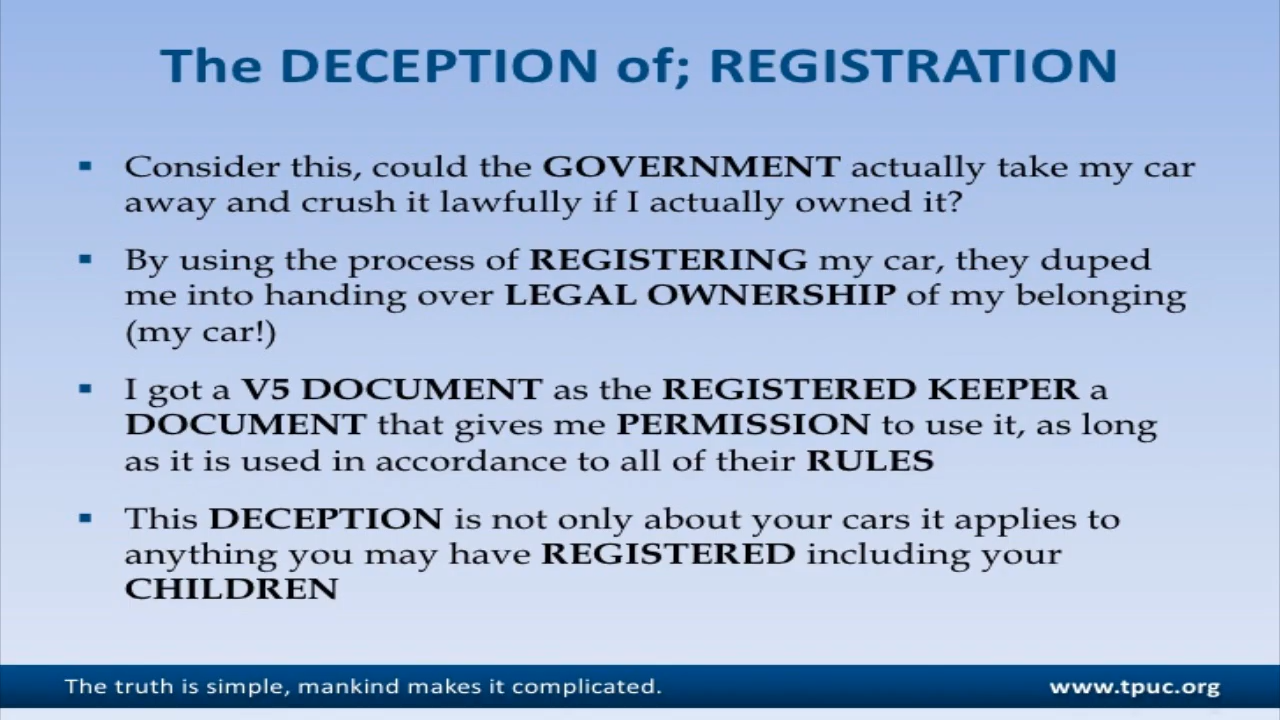 The DECEPTION of; REGISTRATION
Consider this, could the GOVERNMENT actually take my car
away and crush it lawfully if I actually owned it?
By using the process of REGISTERING my car, they duped
me into handing over LEGAL OWNERSHIP of my belonging
(my car!)
I got a V5 DOCUMENT as the REGISTERED KEEPER a
DOCUMENT that gives me PERMISSION to use it, as long
as it is used in accordance to all of their RULES
This DECEPTION is not only about your cars it applies to
anything you may have REGISTERED including your
CHILDREN
The truth is simple, mankind makes it complicated.
www.tpuc.org